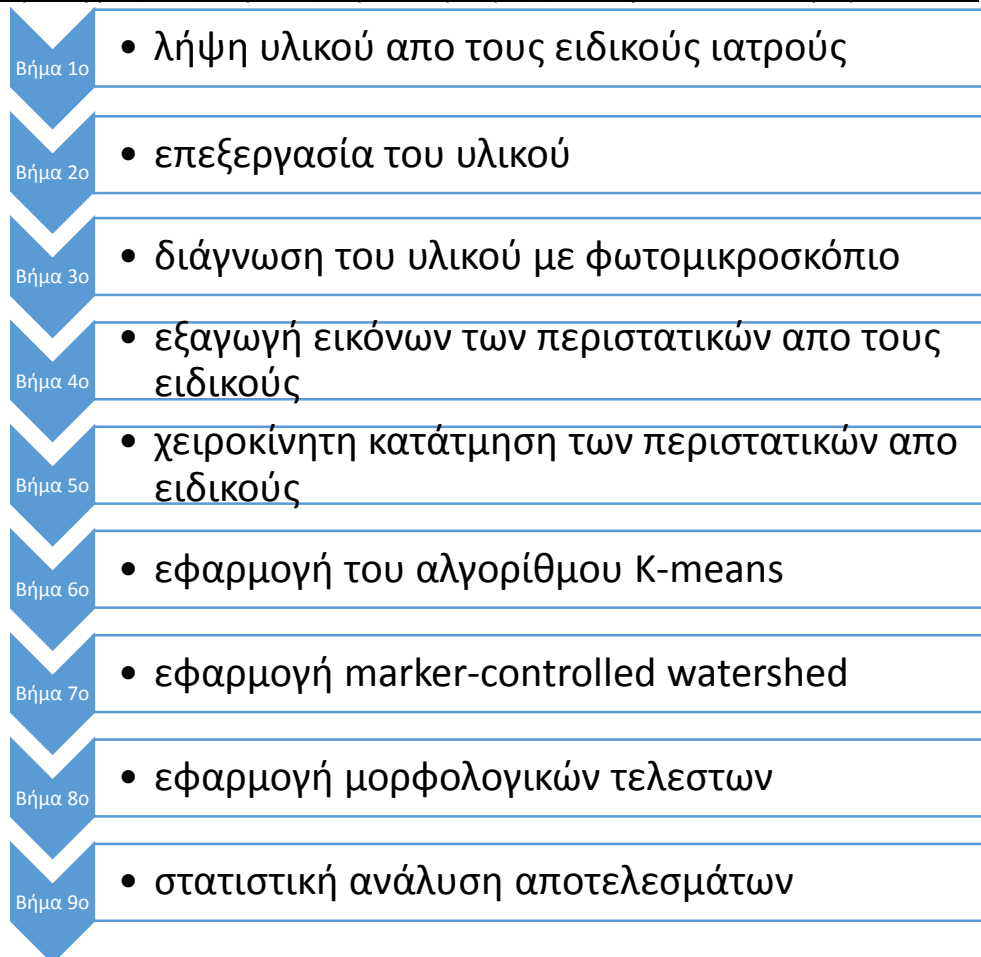 Βήμα 1ο
• λήψη υλικού απο τους ειδικούς ιατρούς
Βήμα 2ο
• επεξεργασία του υλικού
Βήμα 3ο
• διάγνωση του υλικού με φωτομικροσκόπιο
Βήμα 4ο
• εξαγωγή εικόνων των περιστατικών απο τους
ειδικούς
Βήμα 5ο
• χειροκίνητη κατάτμηση των περιστατικών απο
ειδικούς
Βήμα 6ο
• εφαρμογή του αλγορίθμου K-means
Βήμα 7ο
• εφαρμογή marker-controlled watershed
Βήμα 8ο
• εφαρμογή μορφολογικών τελεστων
Βήμα 9ο
• στατιστική ανάλυση αποτελεσμάτων